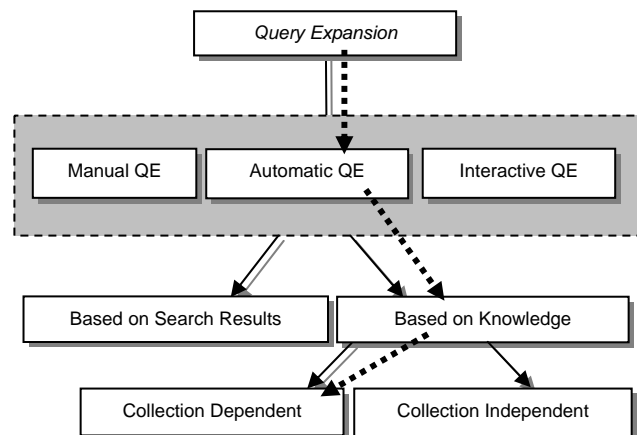 Query Expansion
Manual QE
Automatic QE
Interactive QE
Based on Search Results
Based on Knowledge
Collection Dependent
Collection Independent